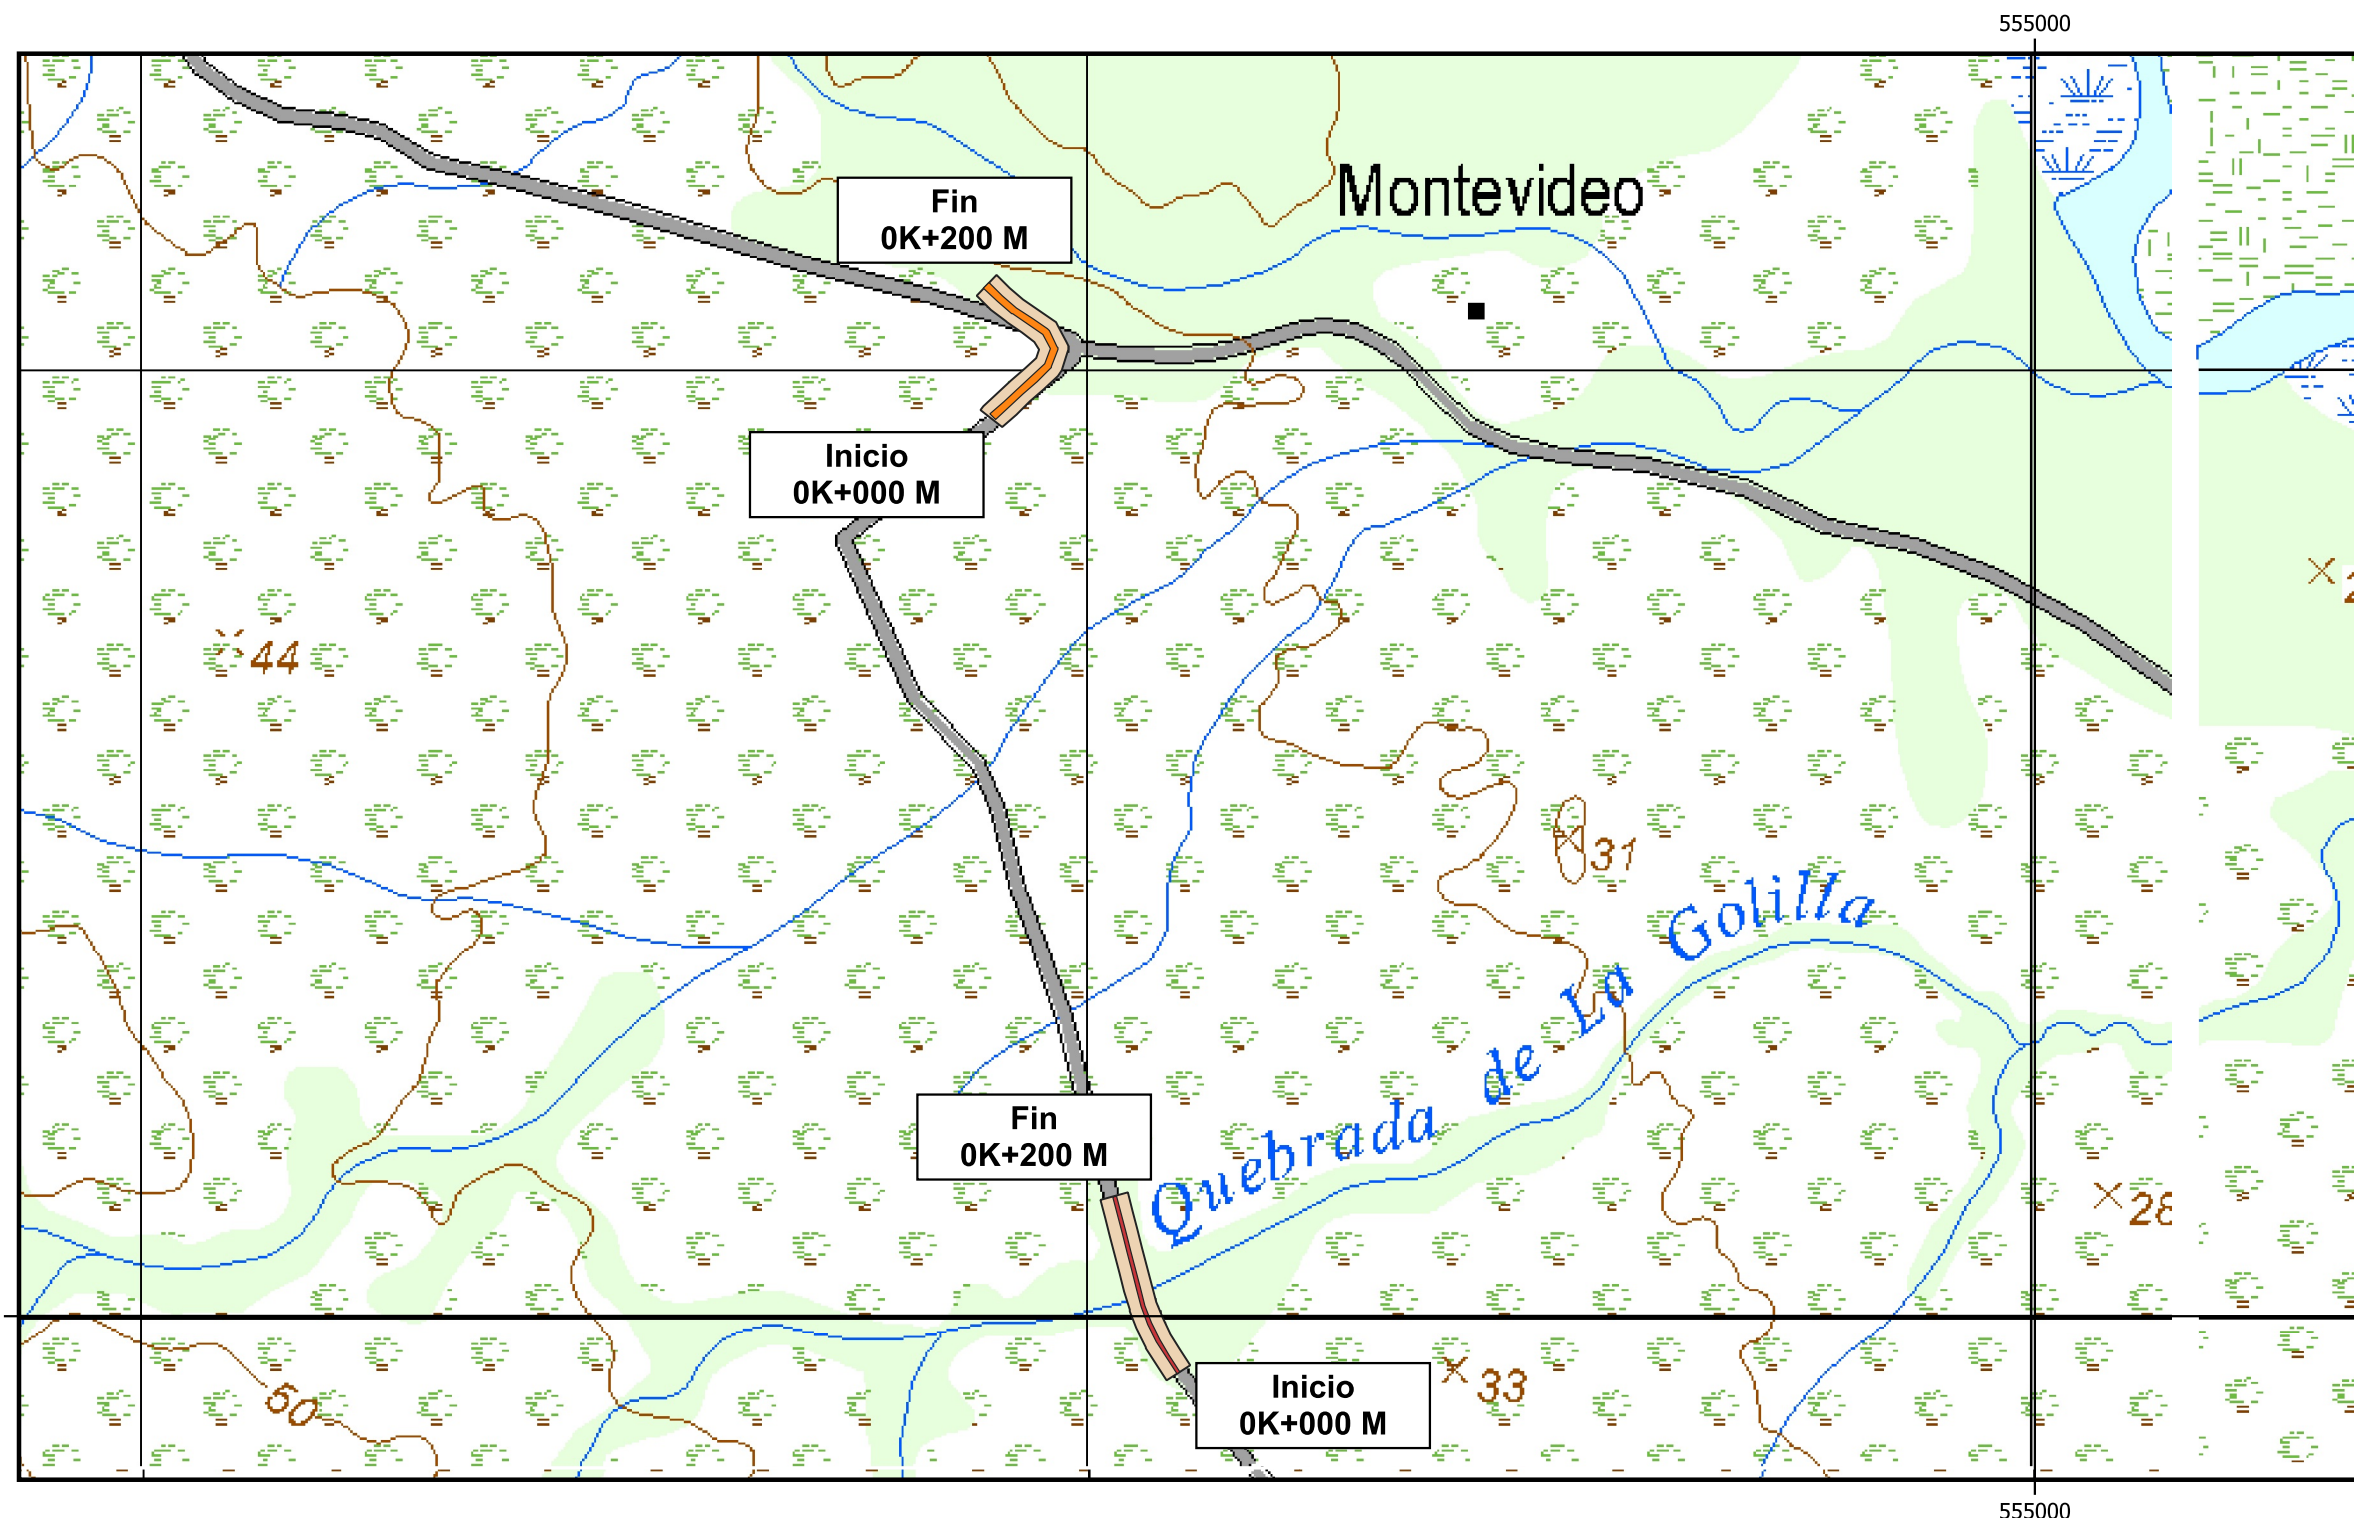 555000
Montevideo
Fin
0K+200 M
Inicio
0K+000 M
44
31
Quebrada de La Golilla
Fin
0K+200 M
28
Inicio
0K+000 M
33
50
555000